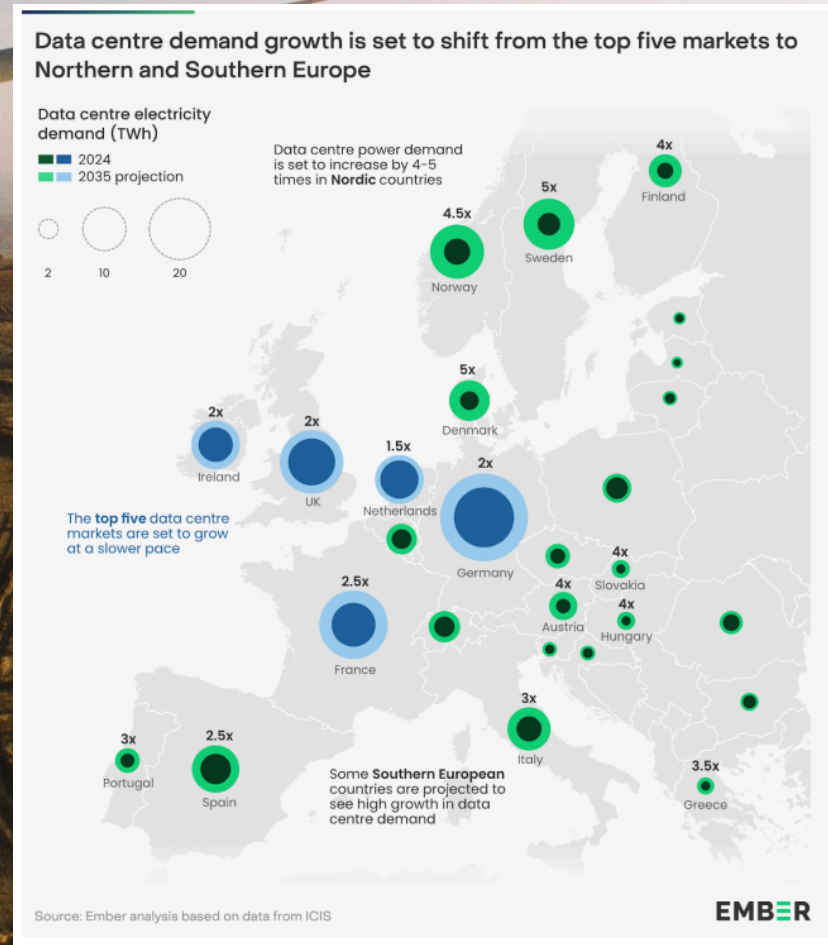 Data centre demand growth is set to shift from the top five markets to
Northern and Southern Europe
Data centre electricity
demand (TWh)
2024
2035 projection
2
10
20
Data centre power demand
is set to increase by 4-5
times in Nordic countries
4x
Finland
5x
Sweden
4.5x
Norway
5x
Denmark
2x
Ireland
2x
UK
1.5x
Netherlands
2x
Germany
The top five data centre
markets are set to grow
at a slower pace
4x
Slovakia
4x
Austria
4x
Hungary
2.5x
France
3x
Portugal
2.5x
Spain
3x
Italy
3.5x
Greece
Some Southern European
countries are projected to
see high growth in data
centre demand
Source: Ember analysis based on data from ICIS
EMBER